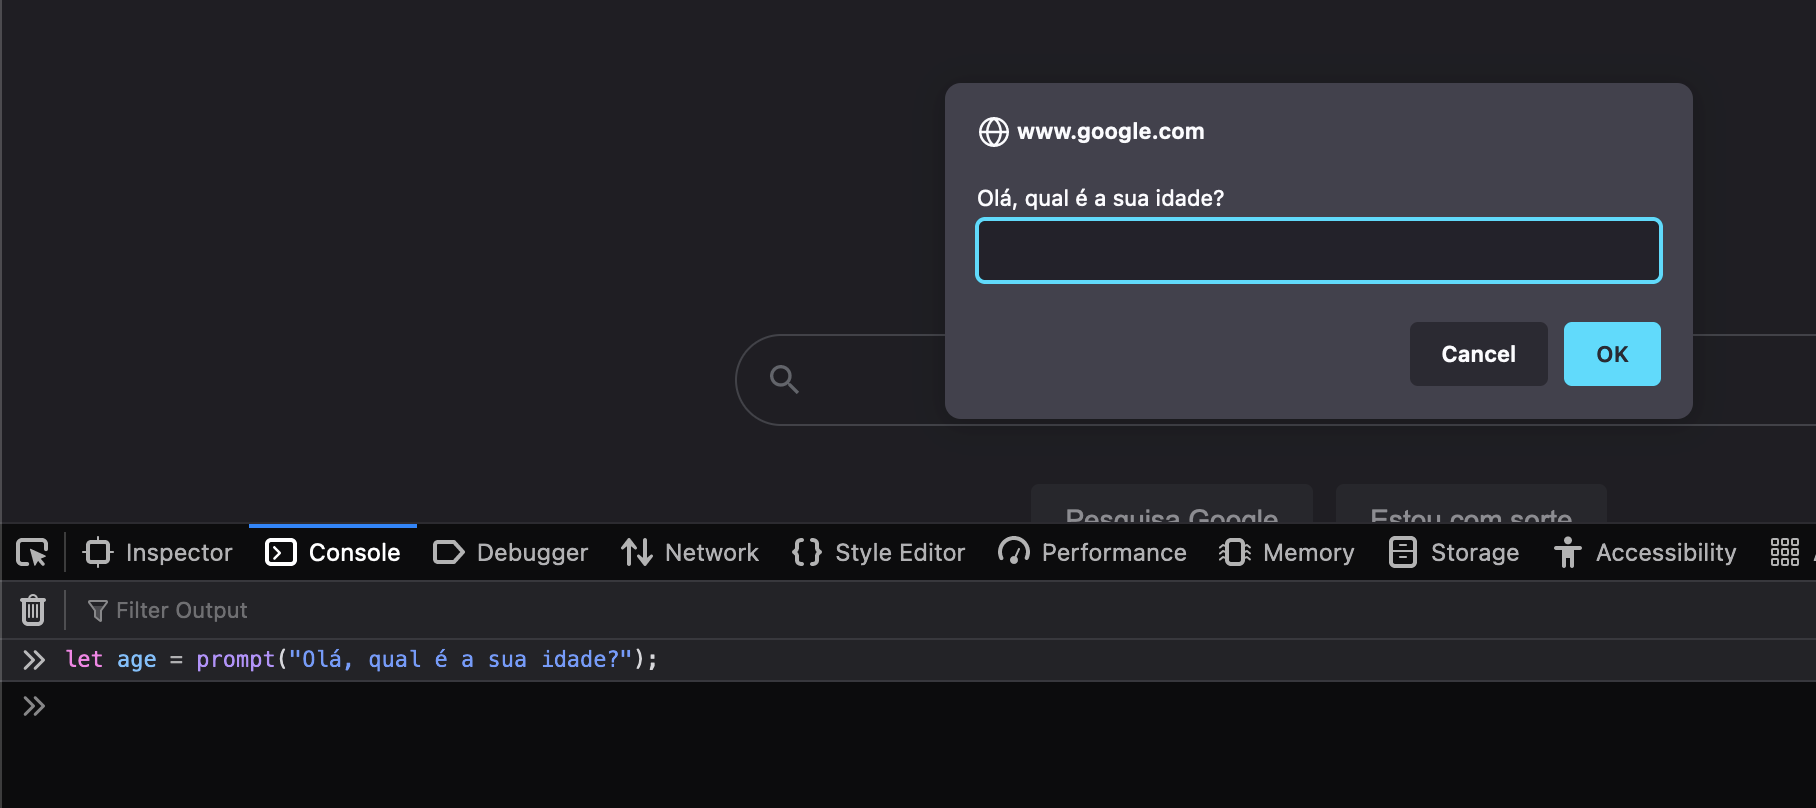 www.google.com
Olá, qual é a sua idade?
Cancel OK
Pesquisa Google Estou com sorte
Inspector Console Debugger Network Style Editor Performance Memory Storage Accessibility
Filter Output
let age = prompt("Olá, qual é a sua idade?");